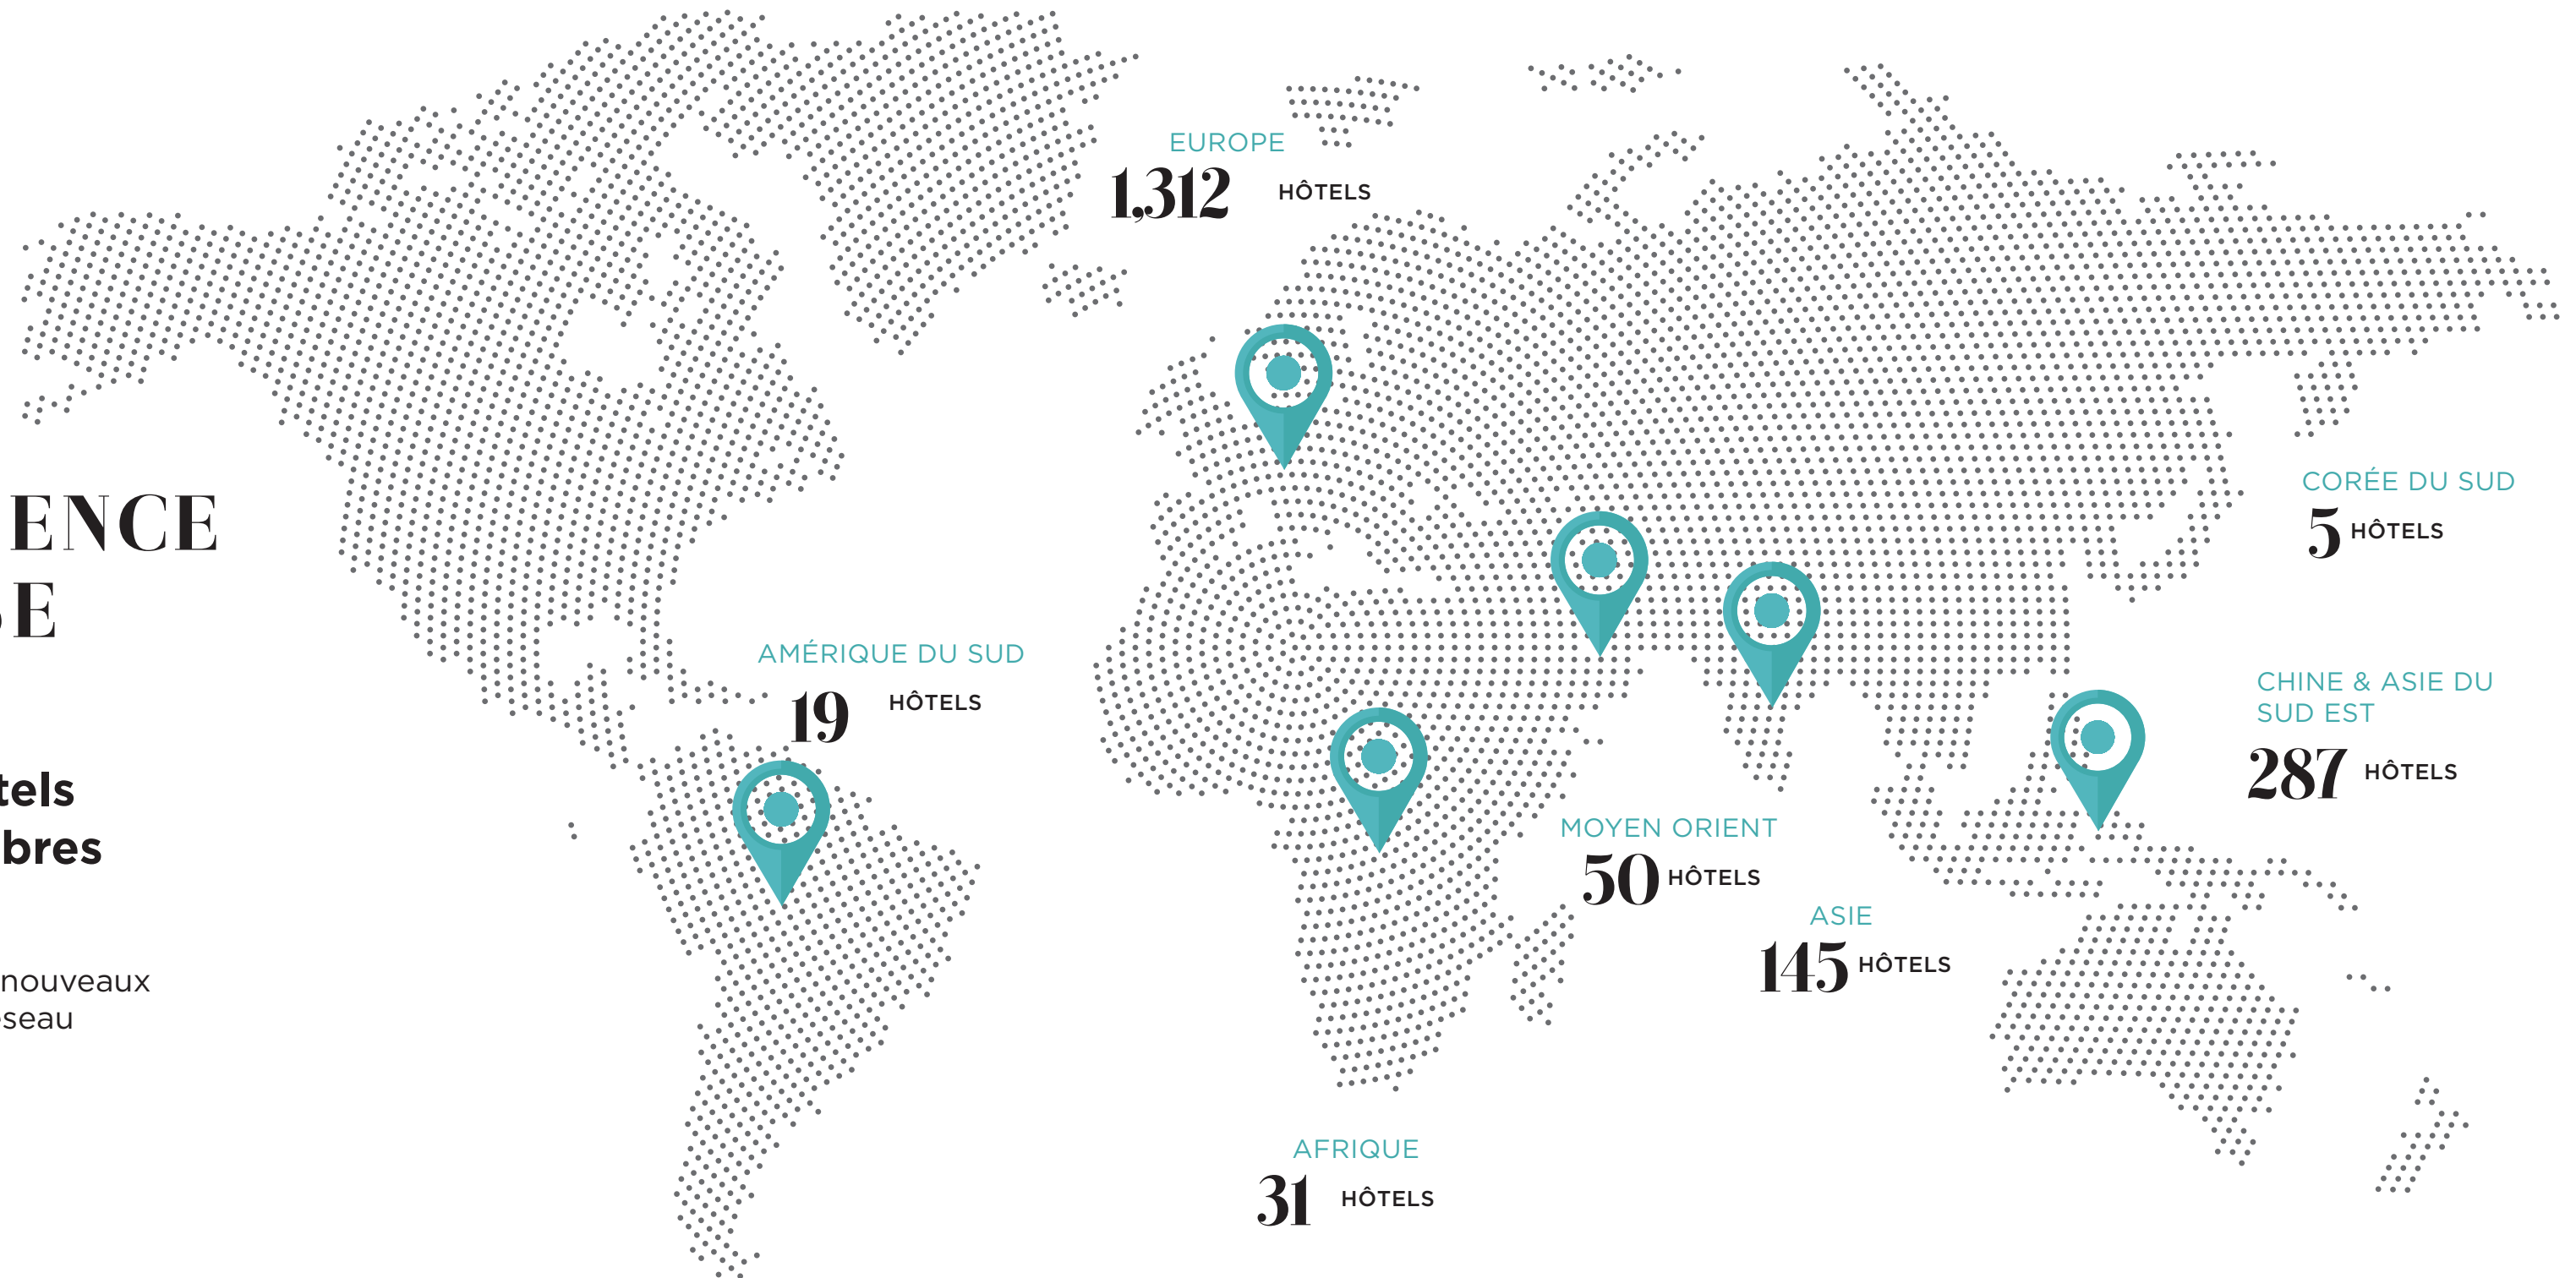 ENCE
E
tels
bres
nouveaux
seau
EUROPE
1,312 HÔTELS
CORÉE DU SUD
5 HÔTELS
AMÉRIQUE DU SUD
19 HÔTELS
CHINE & ASIE DU
SUD EST
287 HÔTELS
MOYEN ORIENT
50 HÔTELS
ASIE
145 HÔTELS
AFRIQUE
31 HÔTELS